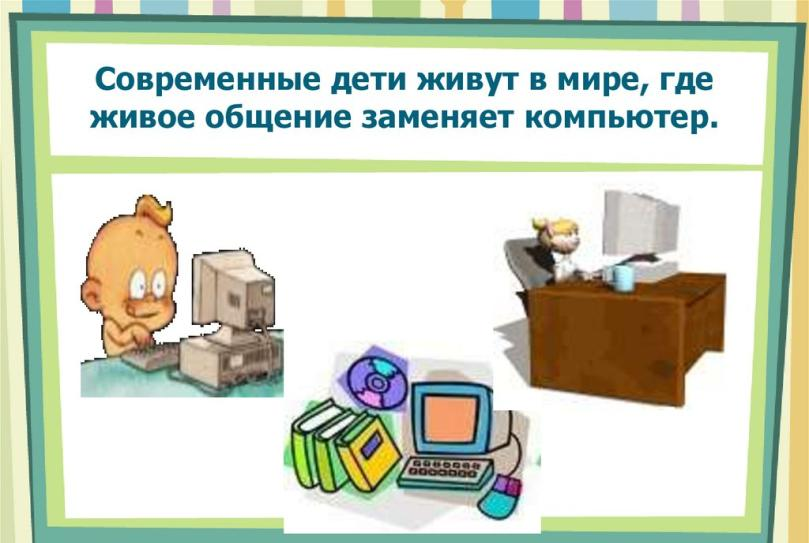 Современные дети живут в мире, где
живое общение заменяет компьютер.